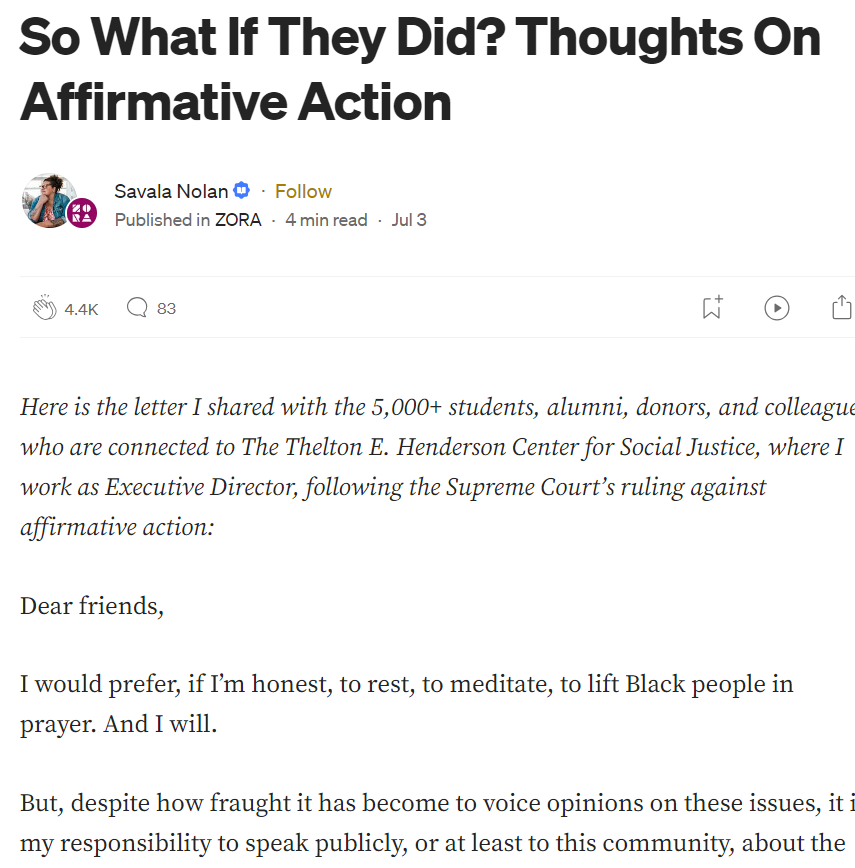 So What If They Did? Thoughts On
Affirmative Action
Savala Nolan · Follow
Published in ZORA · 4 min read · Jul 3
ZO
RA
4.4K 83
Here is the letter I shared with the 5,000+ students, alumni, donors, and colleague
who are connected to The Thelton E. Henderson Center for Social Justice, where I
work as Executive Director, following the Supreme Court’s ruling against
affirmative action:
Dear friends,
I would prefer, if I’m honest, to rest, to meditate, to lift Black people in
prayer. And I will.
But, despite how fraught it has become to voice opinions on these issues, it i
my responsibility to speak publicly, or at least to this community, about the